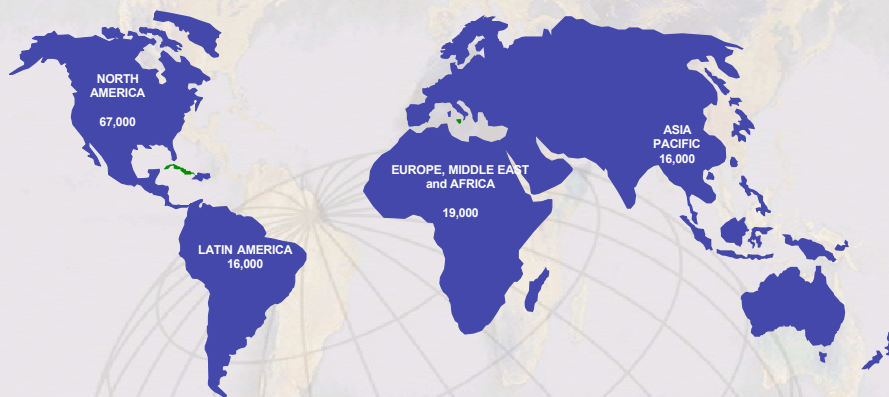 NORTH
AMERICA
67,000
LATIN AMERICA
16,000
EUROPE, MIDDLE EAST
and AFRICA
19,000
ASIA
PACIFIC
16,000